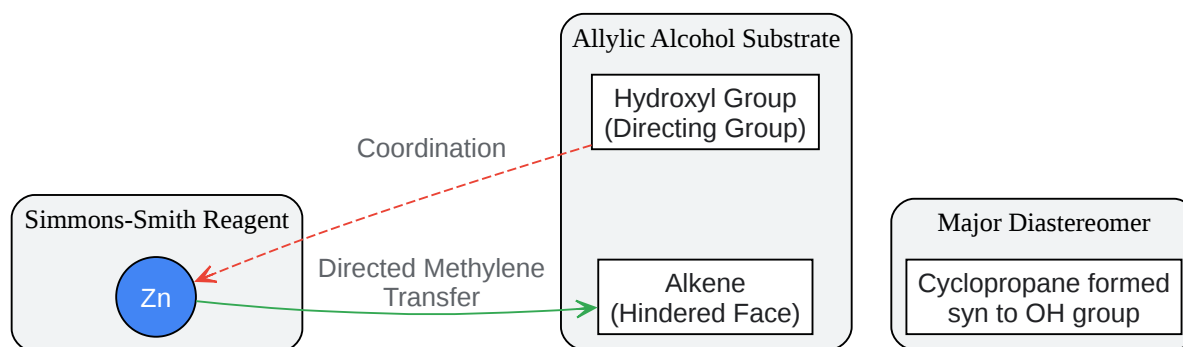 Allylic Alcohol Substrate
Hydroxyl Group
(Directing Group)
Coordination
Simmons-Smith Reagent
Zn
Directed Methylene
Transfer
Alkene
(Hindered Face)
Major Diastereomer
Cyclopropane formed
syn to OH group